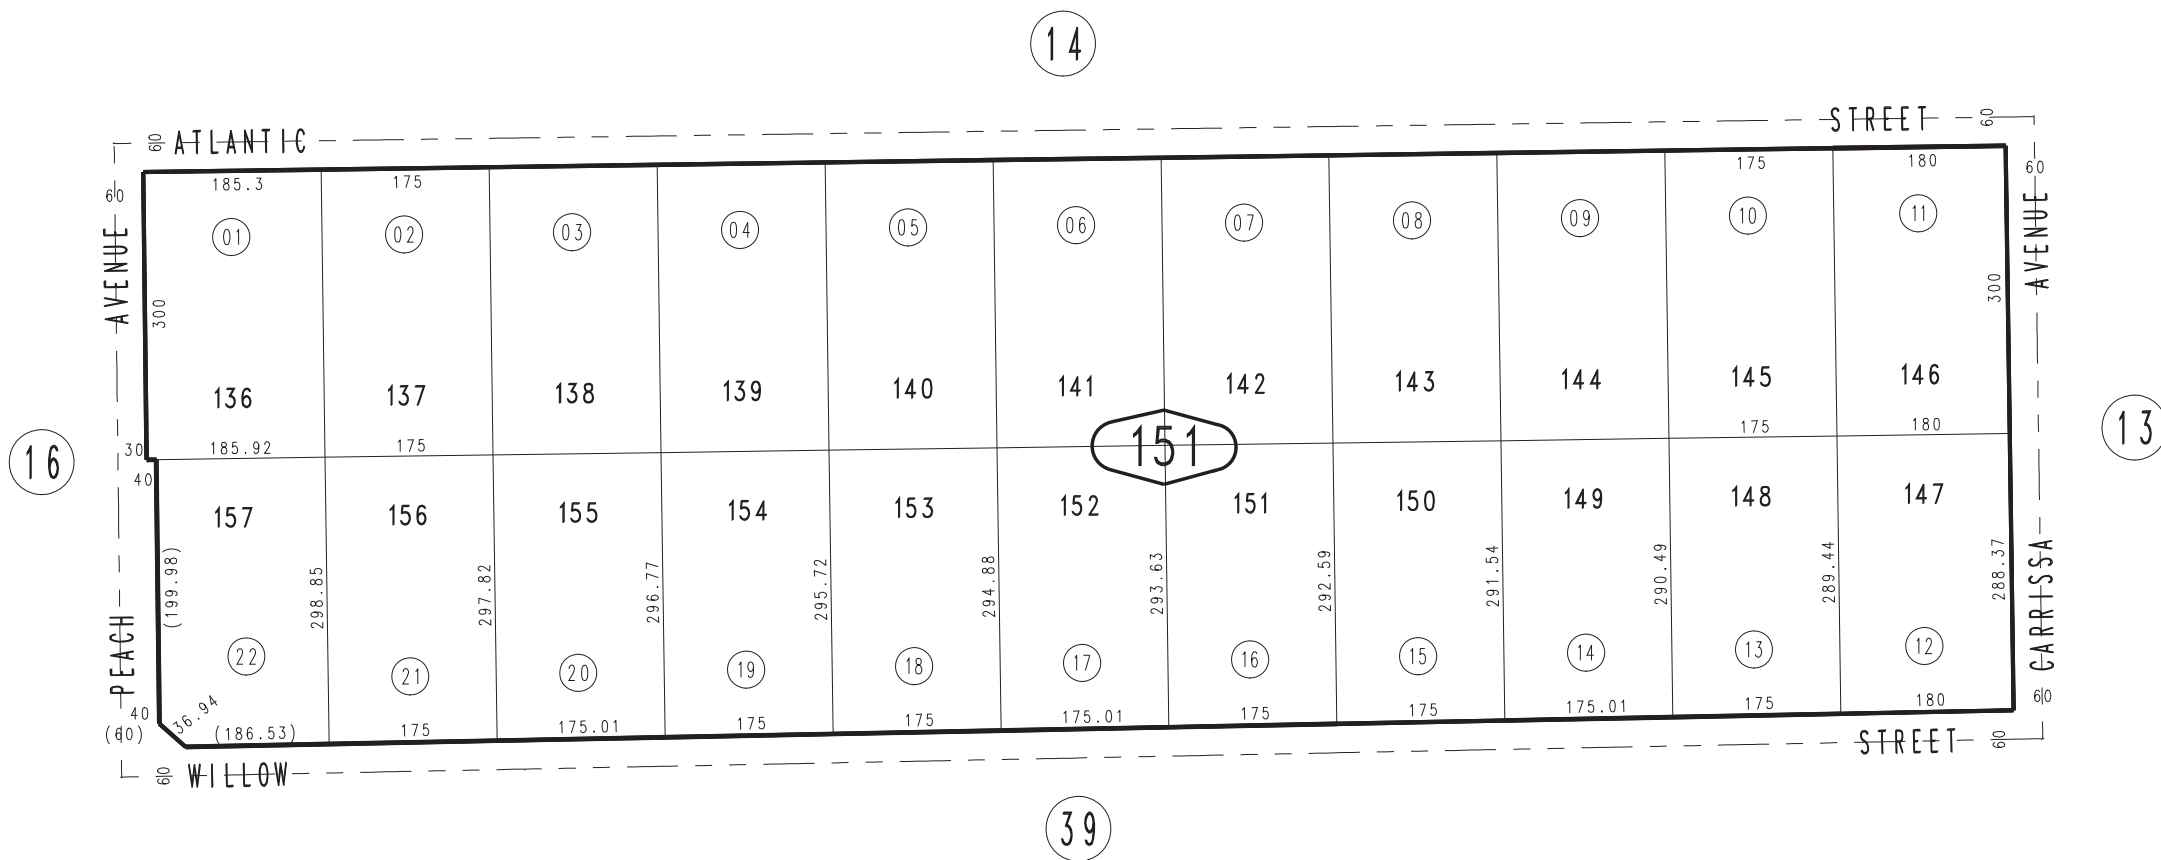 14
60 ATLANTIC STREET 60
185.3 175 175 180
60 60
01 02 03 04 05 06 07 08 09 10 11
AVENUE AVENUE
300 300
136 137 138 139 140 141 142 143 144 145 146
30 185.92 175 175 180
151
16 13
40
157 156 155 154 153 152 151 150 149 148 147
(199.98) 298.85 297.82 296.77 295.72 294.88 293.63 292.59 291.54 290.49 289.44 288.37
PEACH CARRISSA
22 21 20 19 18 17 16 15 14 13 12
40 36.94 60
(60) (186.53) 175 175.01 175 175 175.01 175 175 175.01 175 180
60 WILLOW STREET 60
39